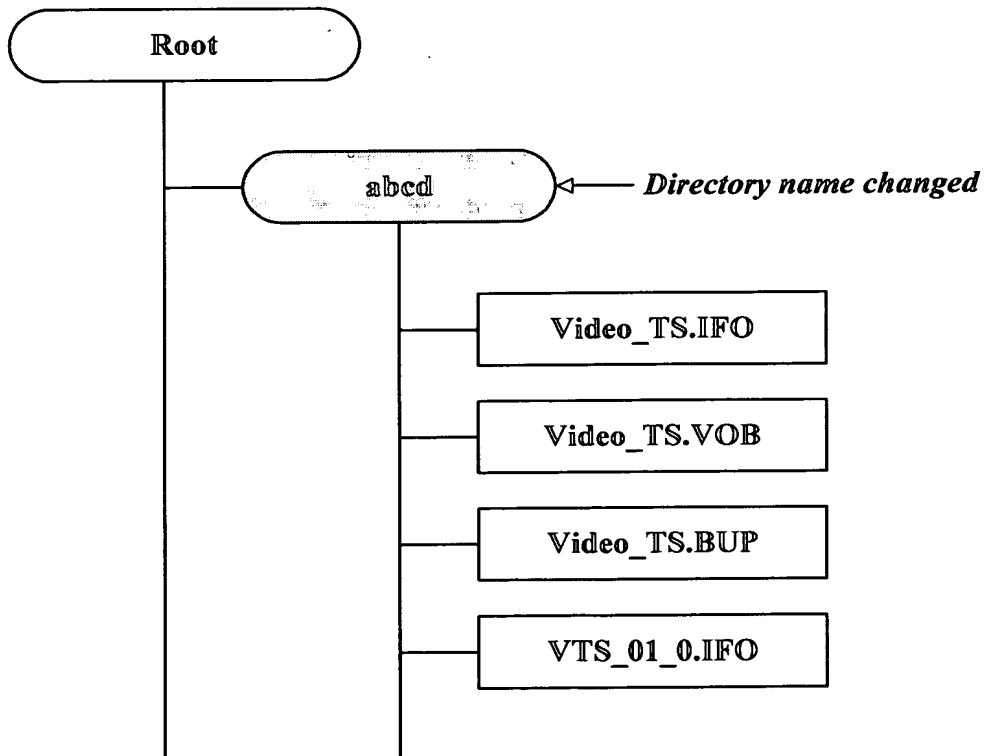 Root
abcd
Directory name changed
Video_TS.IFO
Video_TS.VOB
Video_TS.BUP
VTS_01_0.IFO